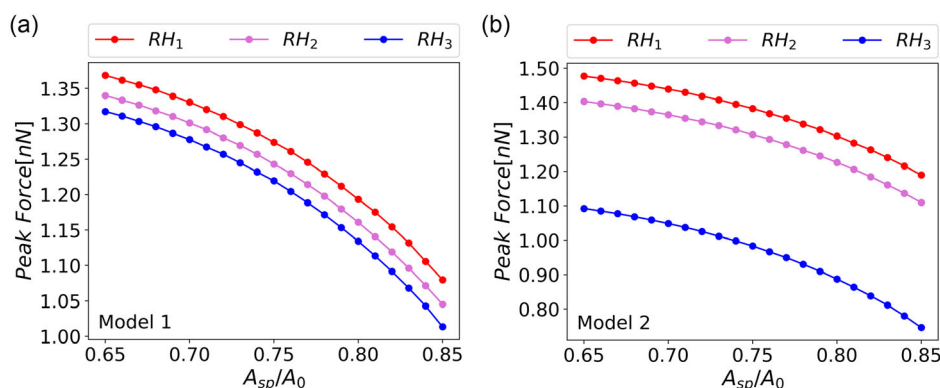 (a)
RH1 RH2 RH3
Peak Force[nN]
1.35
1.30
1.25
1.20
1.15
1.10
1.05
1.00
Model 1
0.65 0.70 0.75 0.80 0.85
Asp/A0
(b)
RH1 RH2 RH3
Peak Force[nN]
1.50
1.40
1.30
1.20
1.10
1.00
0.90
0.80
Model 2
0.65 0.70 0.75 0.80 0.85
Asp/A0